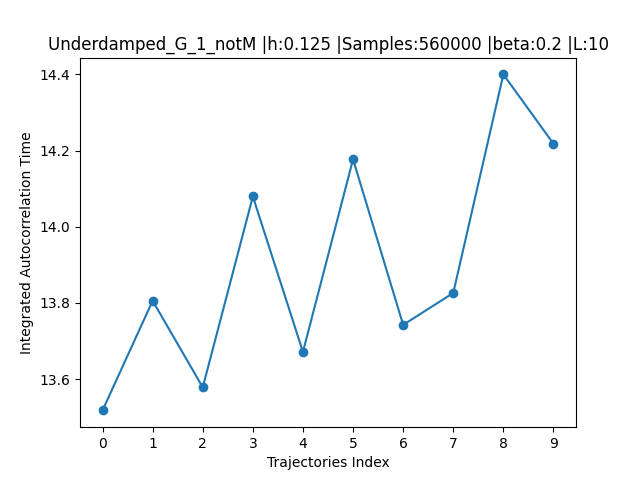 Underdamped_G_1_notM |h:0.125 |Samples:560000 |beta:0.2 |L:10
Integrated Autocorrelation Time
14.4
14.2
14.0
13.8
13.6
0 1 2 3 4 5 6 7 8 9
Trajectories Index